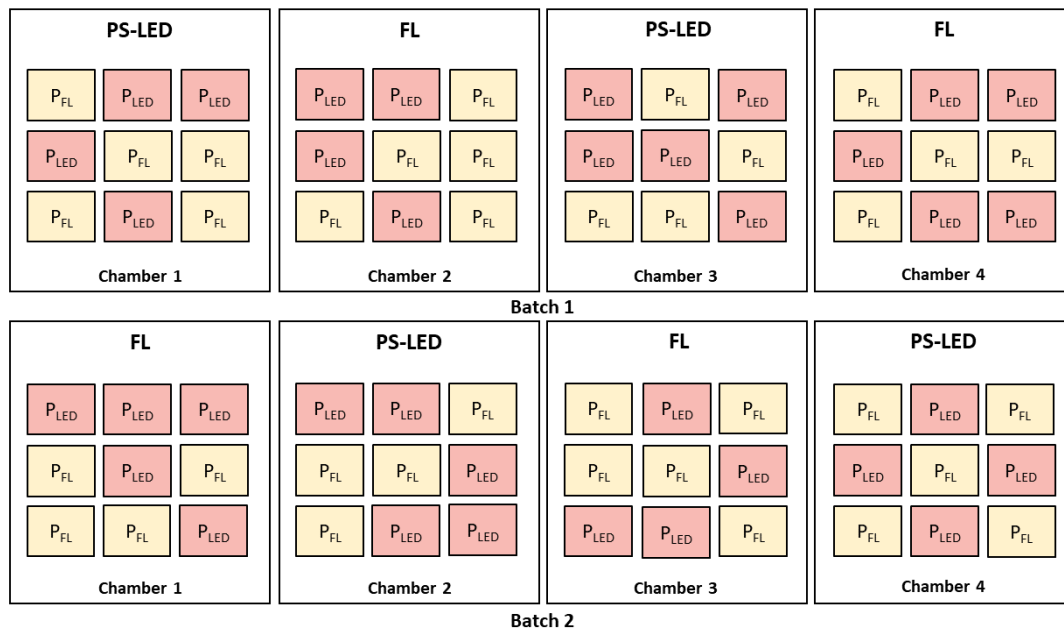 PS-LED FL PS-LED FL
P_FL P_LED P_LED P_LED P_LED P_FL P_LED P_FL P_LED P_FL P_LED P_LED
P_LED P_FL P_FL P_LED P_FL P_FL P_LED P_LED P_FL P_LED P_FL P_FL
P_FL P_LED P_FL P_FL P_LED P_FL P_FL P_FL P_LED P_FL P_LED P_LED
Chamber 1 Chamber 2 Chamber 3 Chamber 4
Batch 1
FL PS-LED FL PS-LED
P_LED P_LED P_LED P_LED P_LED P_FL P_FL P_LED P_FL P_FL P_LED P_FL
P_FL P_LED P_FL P_FL P_FL P_LED P_FL P_FL P_LED P_LED P_FL P_LED
P_FL P_FL P_LED P_FL P_LED P_LED P_LED P_LED P_FL P_FL P_LED P_FL
Chamber 1 Chamber 2 Chamber 3 Chamber 4
Batch 2